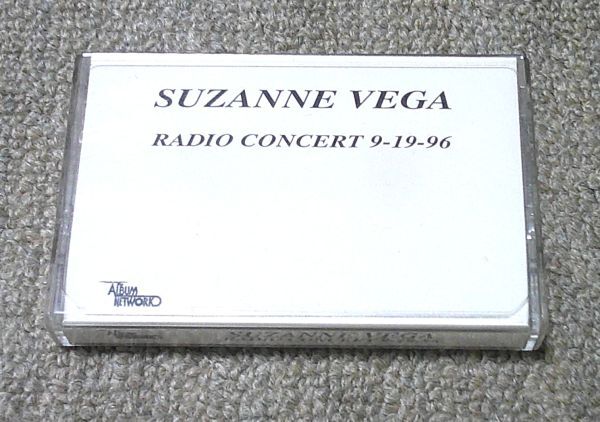 SUZANNE VEGA
RADIO CONCERT 9-19-96
THE
ALBUM
NETWORK
SUZANNE VEGA